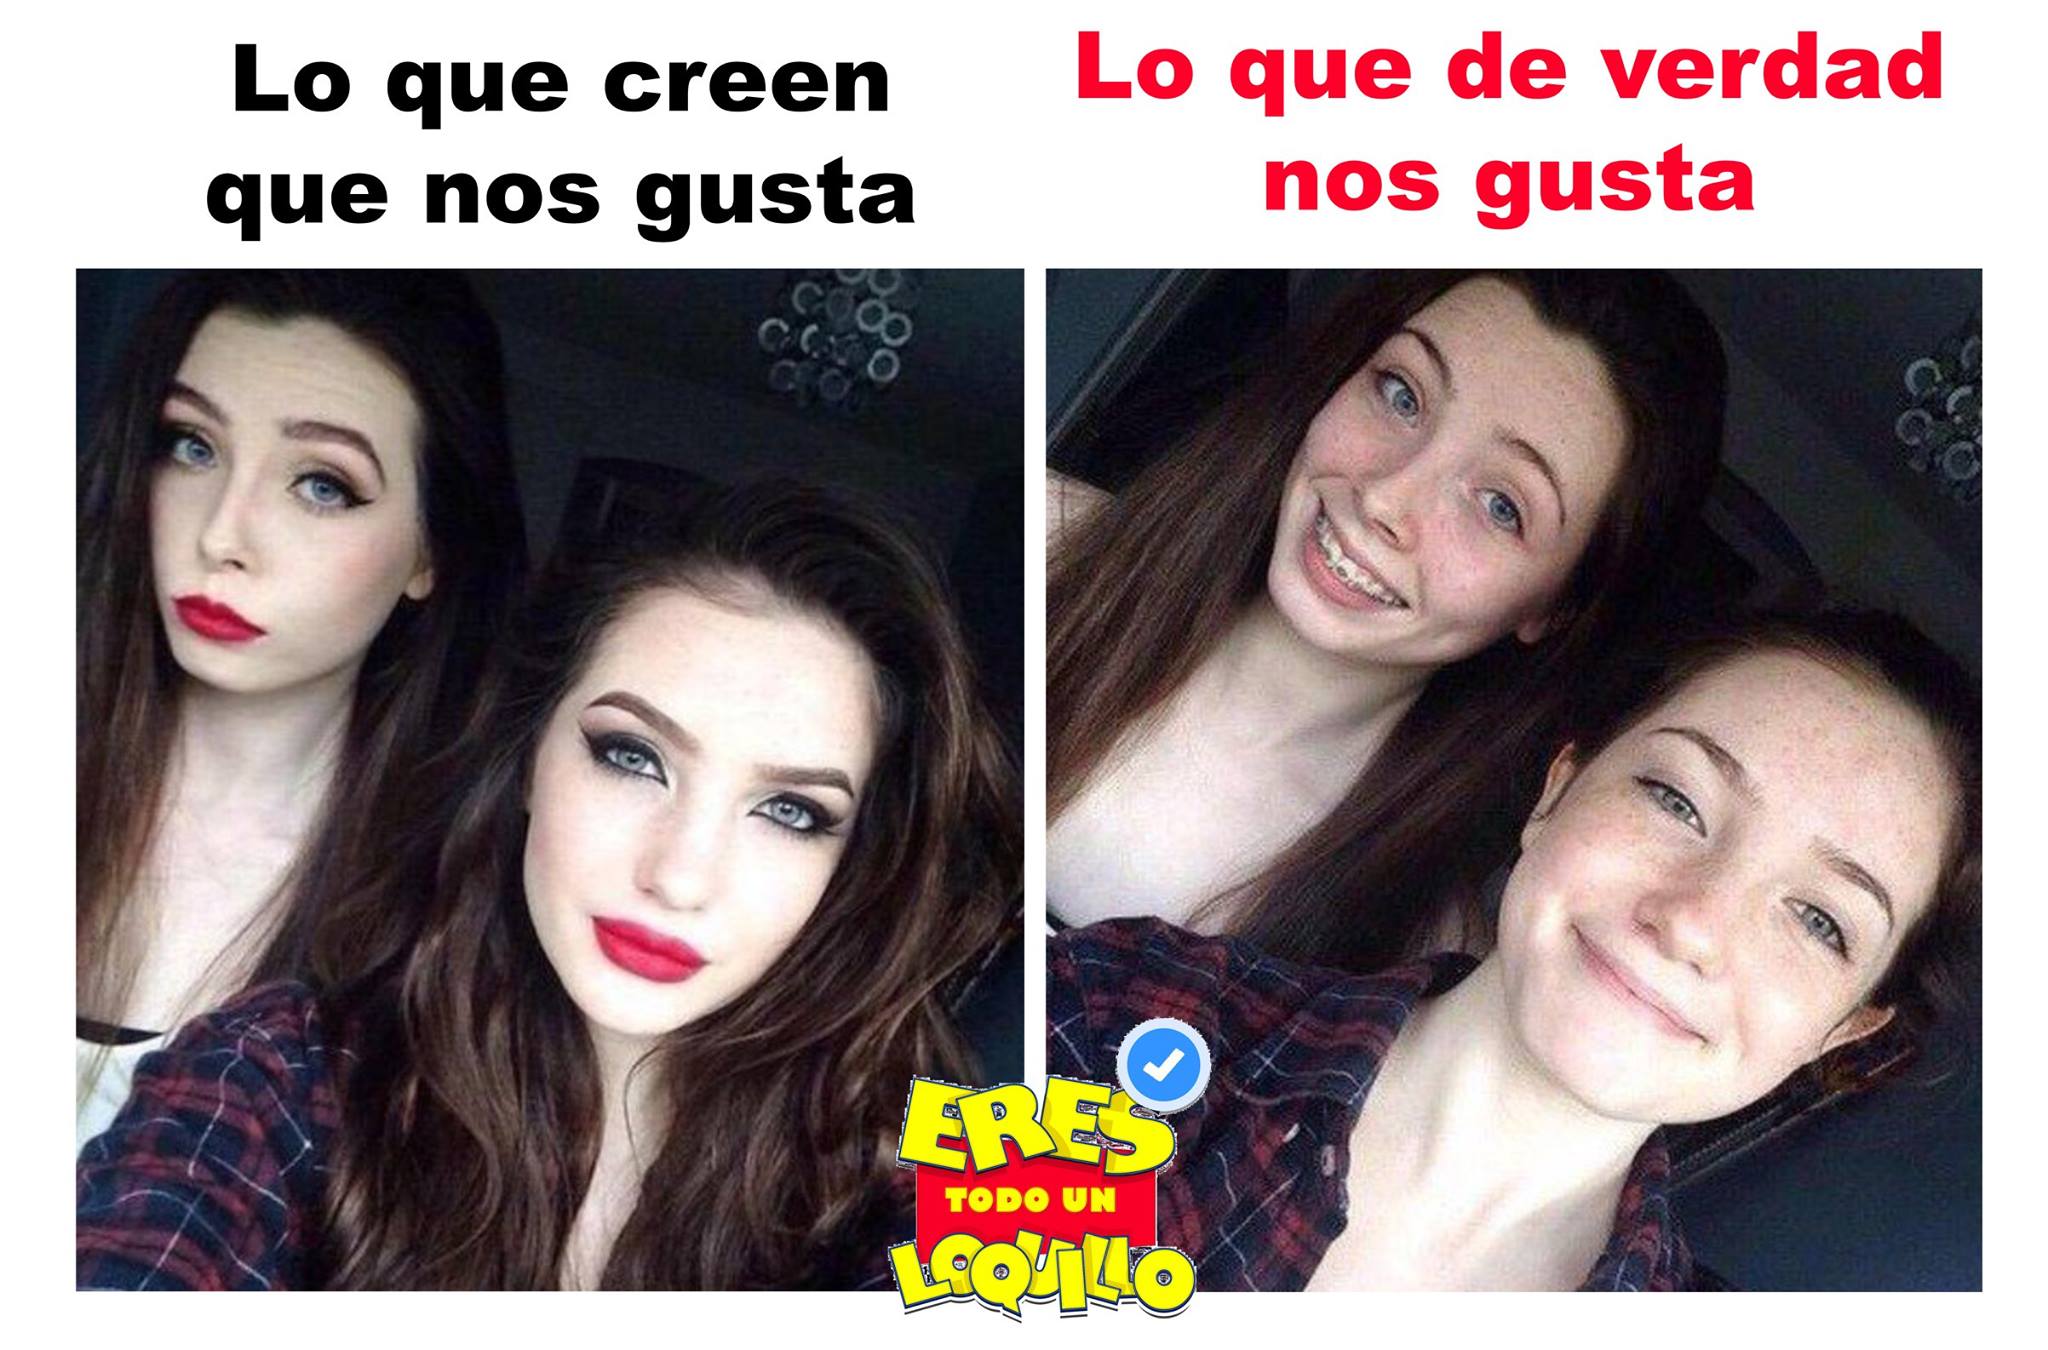 Lo que creen
que nos gusta
Lo que de verdad
nos gusta
ERES
TODO UN
LOQUILLO